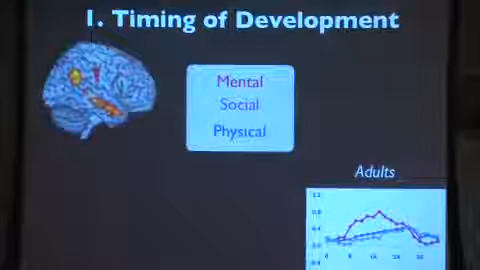 1. Timing of Development
Mental
Social
Physical
Adults